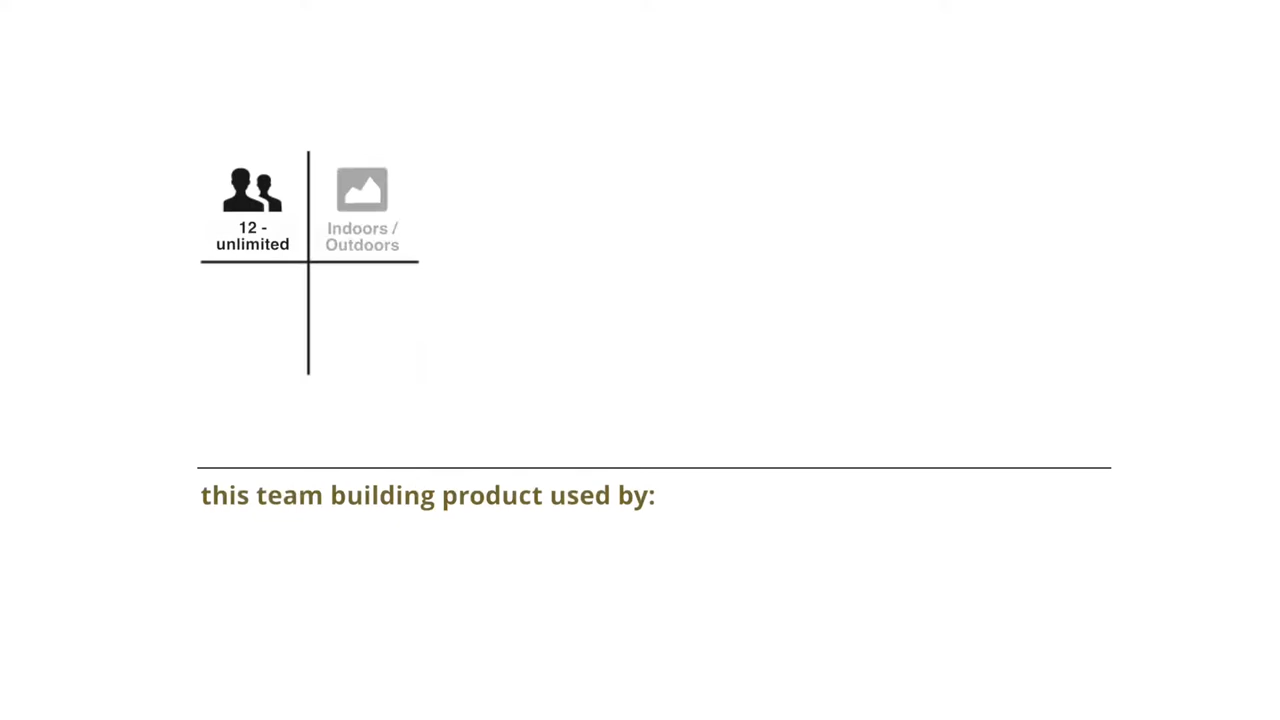 12 -
unlimited
Indoors /
Outdoors
this team building product used by: